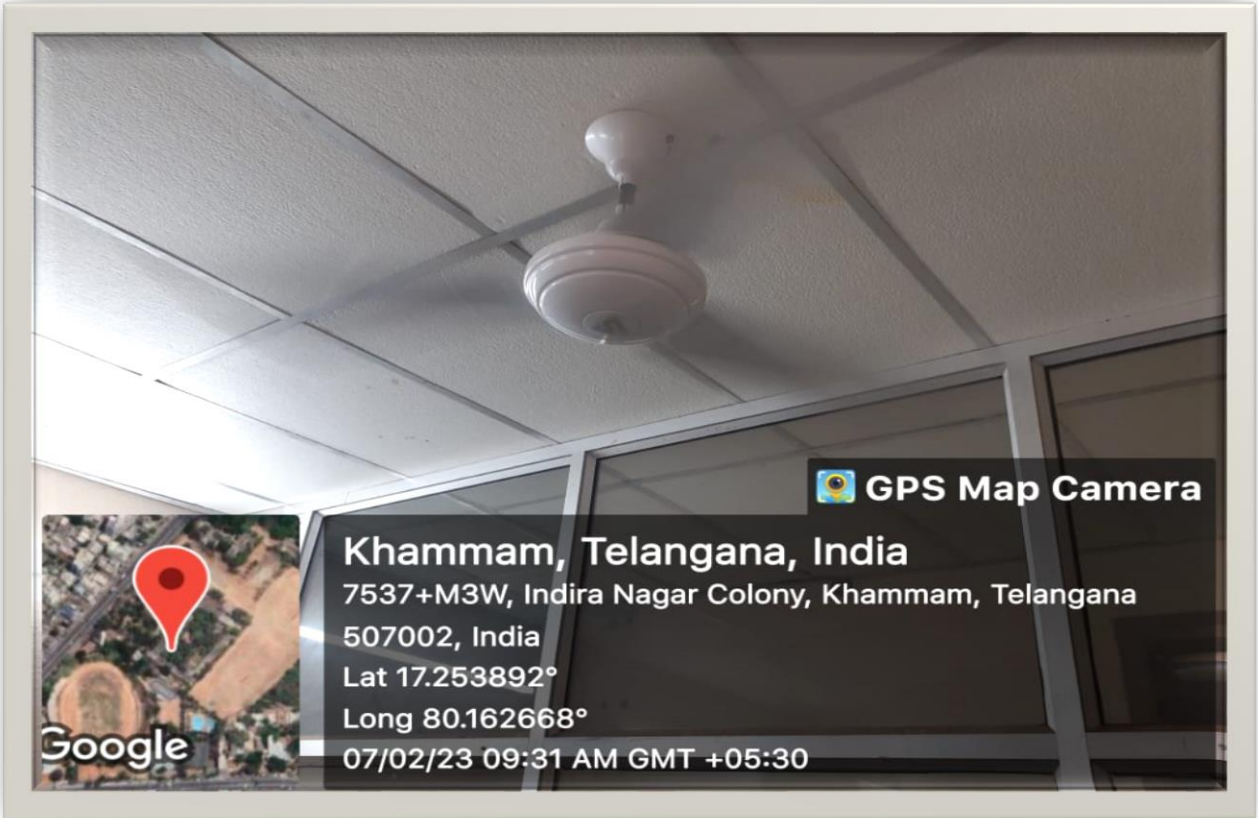 GPS Map Camera
Khammam, Telangana, India
7537+M3W, Indira Nagar Colony, Khammam, Telangana
507002, India
Lat 17.253892°
Long 80.162668°
07/02/23 09:31 AM GMT +05:30
Google